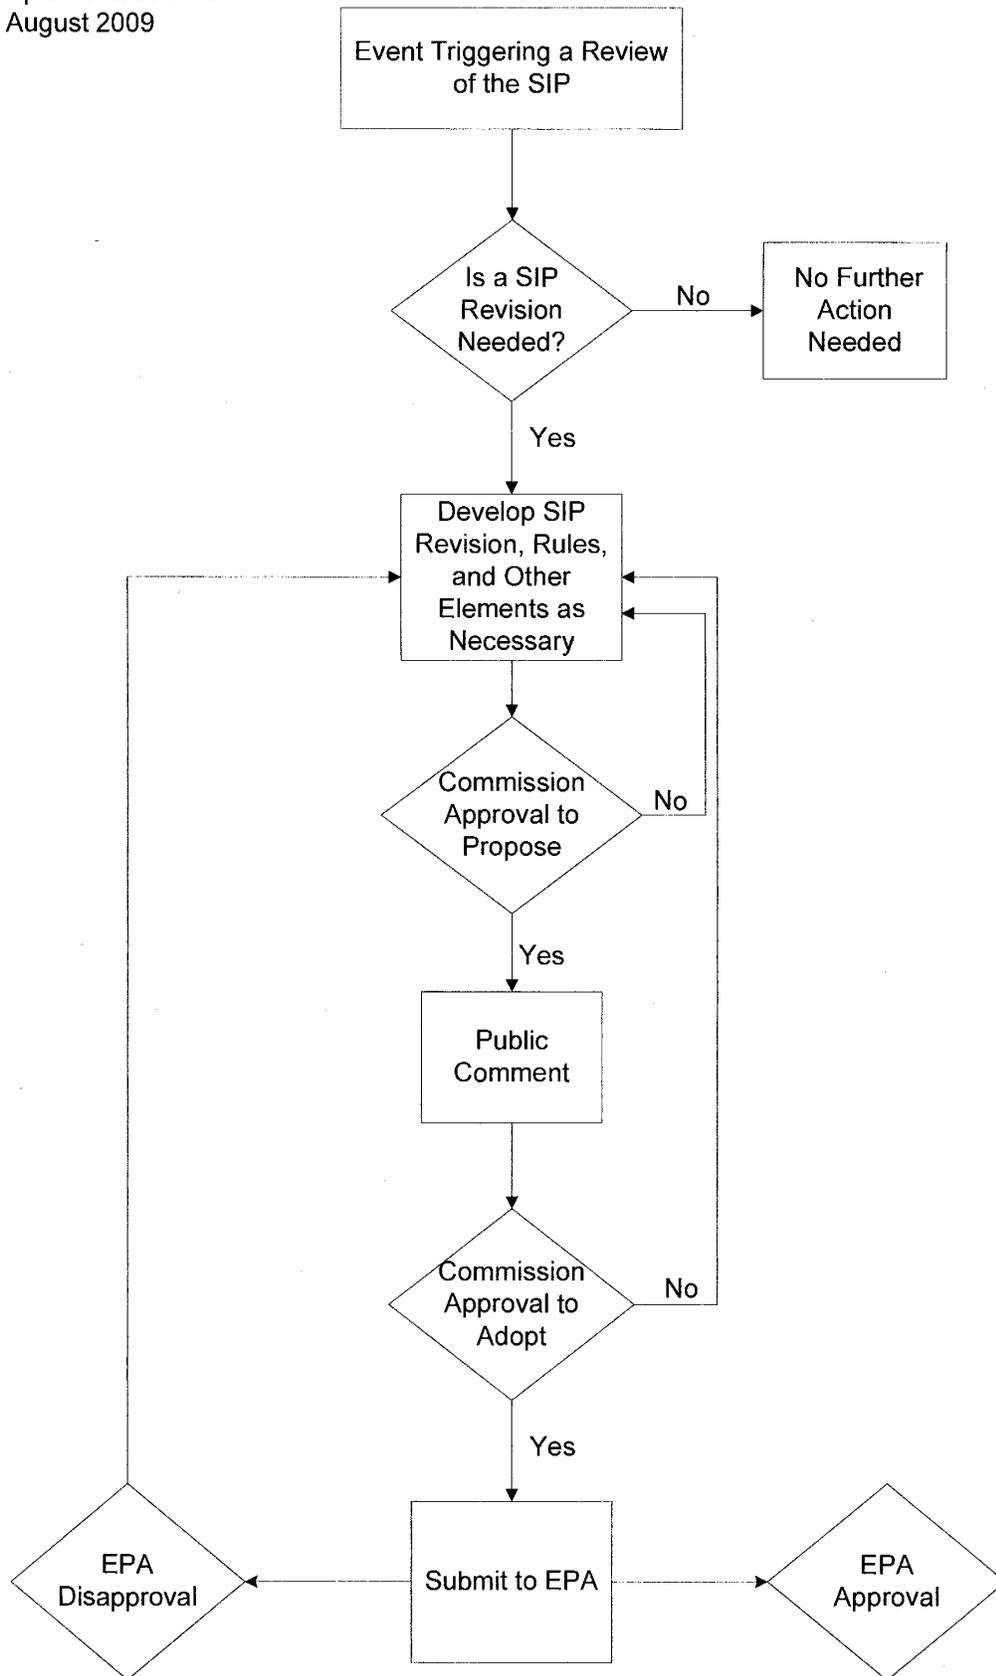 August 2009
Event Triggering a Review
of the SIP
Is a SIP
Revision
Needed?
No
No Further
Action
Needed
Yes
Develop SIP
Revision, Rules,
and Other
Elements as
Necessary
Commission
Approval to
Propose
No
Yes
Public
Comment
Commission
Approval to
Adopt
No
Yes
EPA
Disapproval
Submit to EPA
EPA
Approval